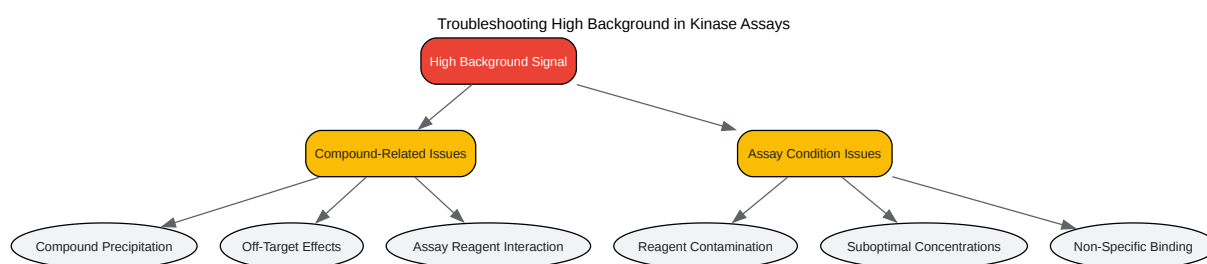 Troubleshooting High Background in Kinase Assays
High Background Signal
Compound-Related Issues
Assay Condition Issues
Compound Precipitation
Off-Target Effects
Assay Reagent Interaction
Reagent Contamination
Suboptimal Concentrations
Non-Specific Binding